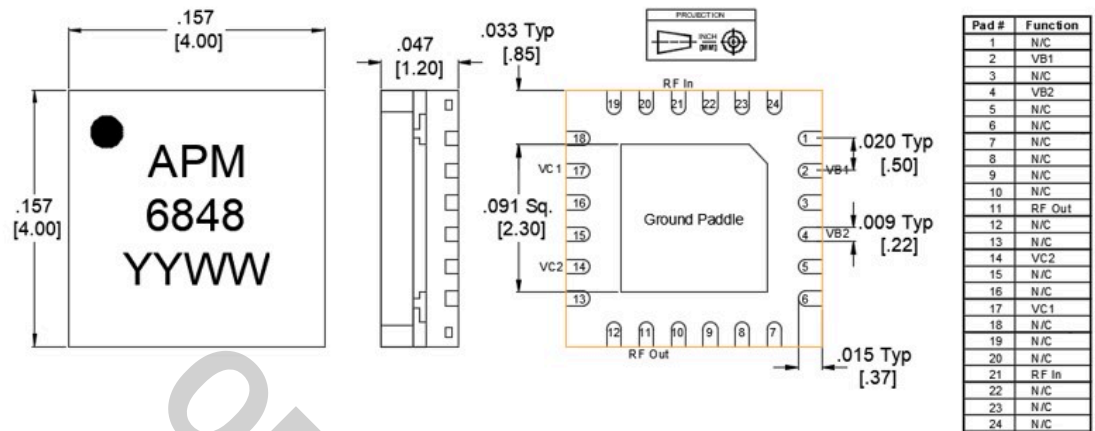 .157
[4.00]
.157
[4.00]
APM
6848
YYWW
.047
[1.20]
.033 Typ
[.85]
PROJECTION
INCH
[MM]
RF In
19 20 21 22 23 24
18
VC1 17
16
15
VC2 14
13
.091 Sq.
[2.30]
Ground Paddle
1
2 VB1
3
4 VB2
5
6
12 11 10 9 8 7
RF Out
.020 Typ
[.50]
.009 Typ
[.22]
.015 Typ
[.37]
Pad # Function
1 N/C
2 VB1
3 N/C
4 VB2
5 N/C
6 N/C
7 N/C
8 N/C
9 N/C
10 N/C
11 RF Out
12 N/C
13 N/C
14 VC2
15 N/C
16 N/C
17 VC1
18 N/C
19 N/C
20 N/C
21 RF In
22 N/C
23 N/C
24 N/C